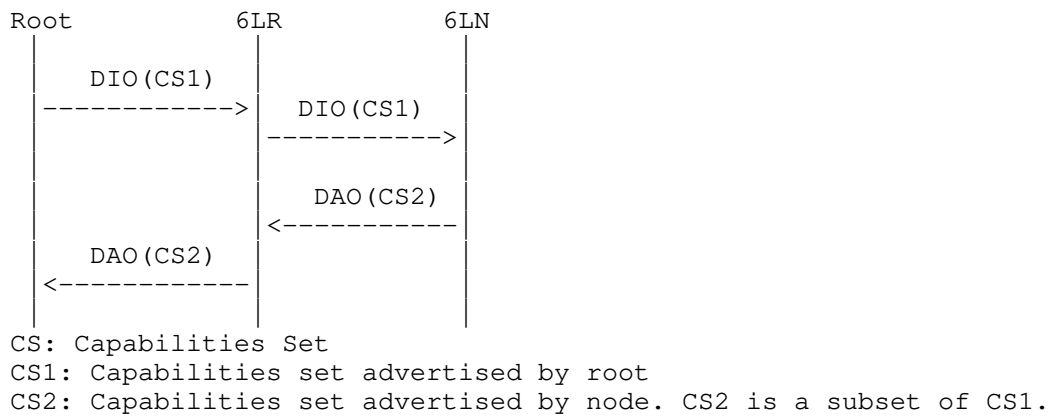 Root 6LR 6LN
DIO(CS1)
DIO(CS1)
DAO(CS2)
DAO(CS2)
CS: Capabilities Set
CS1: Capabilities set advertised by root
CS2: Capabilities set advertised by node. CS2 is a subset of CS1.